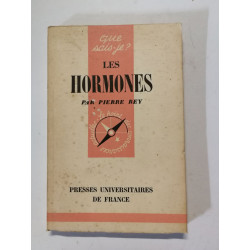 que
sais-je?
LES
HORMONES
PAR PIERRE REY
PRESSES UNIVERSITAIRES
DE FRANCE